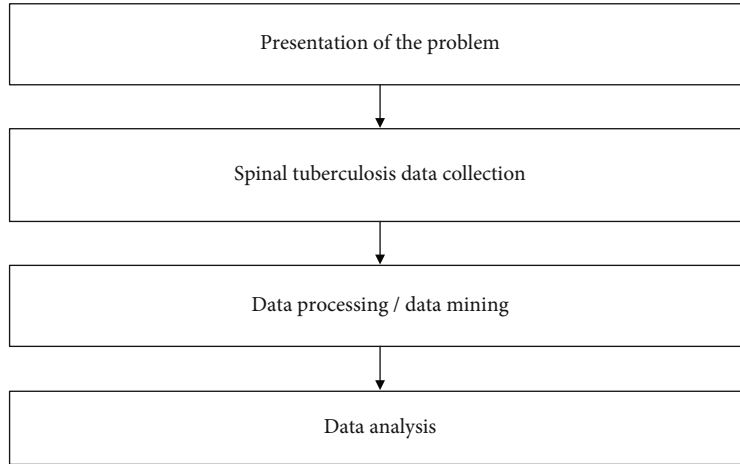 Presentation of the problem
Spinal tuberculosis data collection
Data processing / data mining
Data analysis